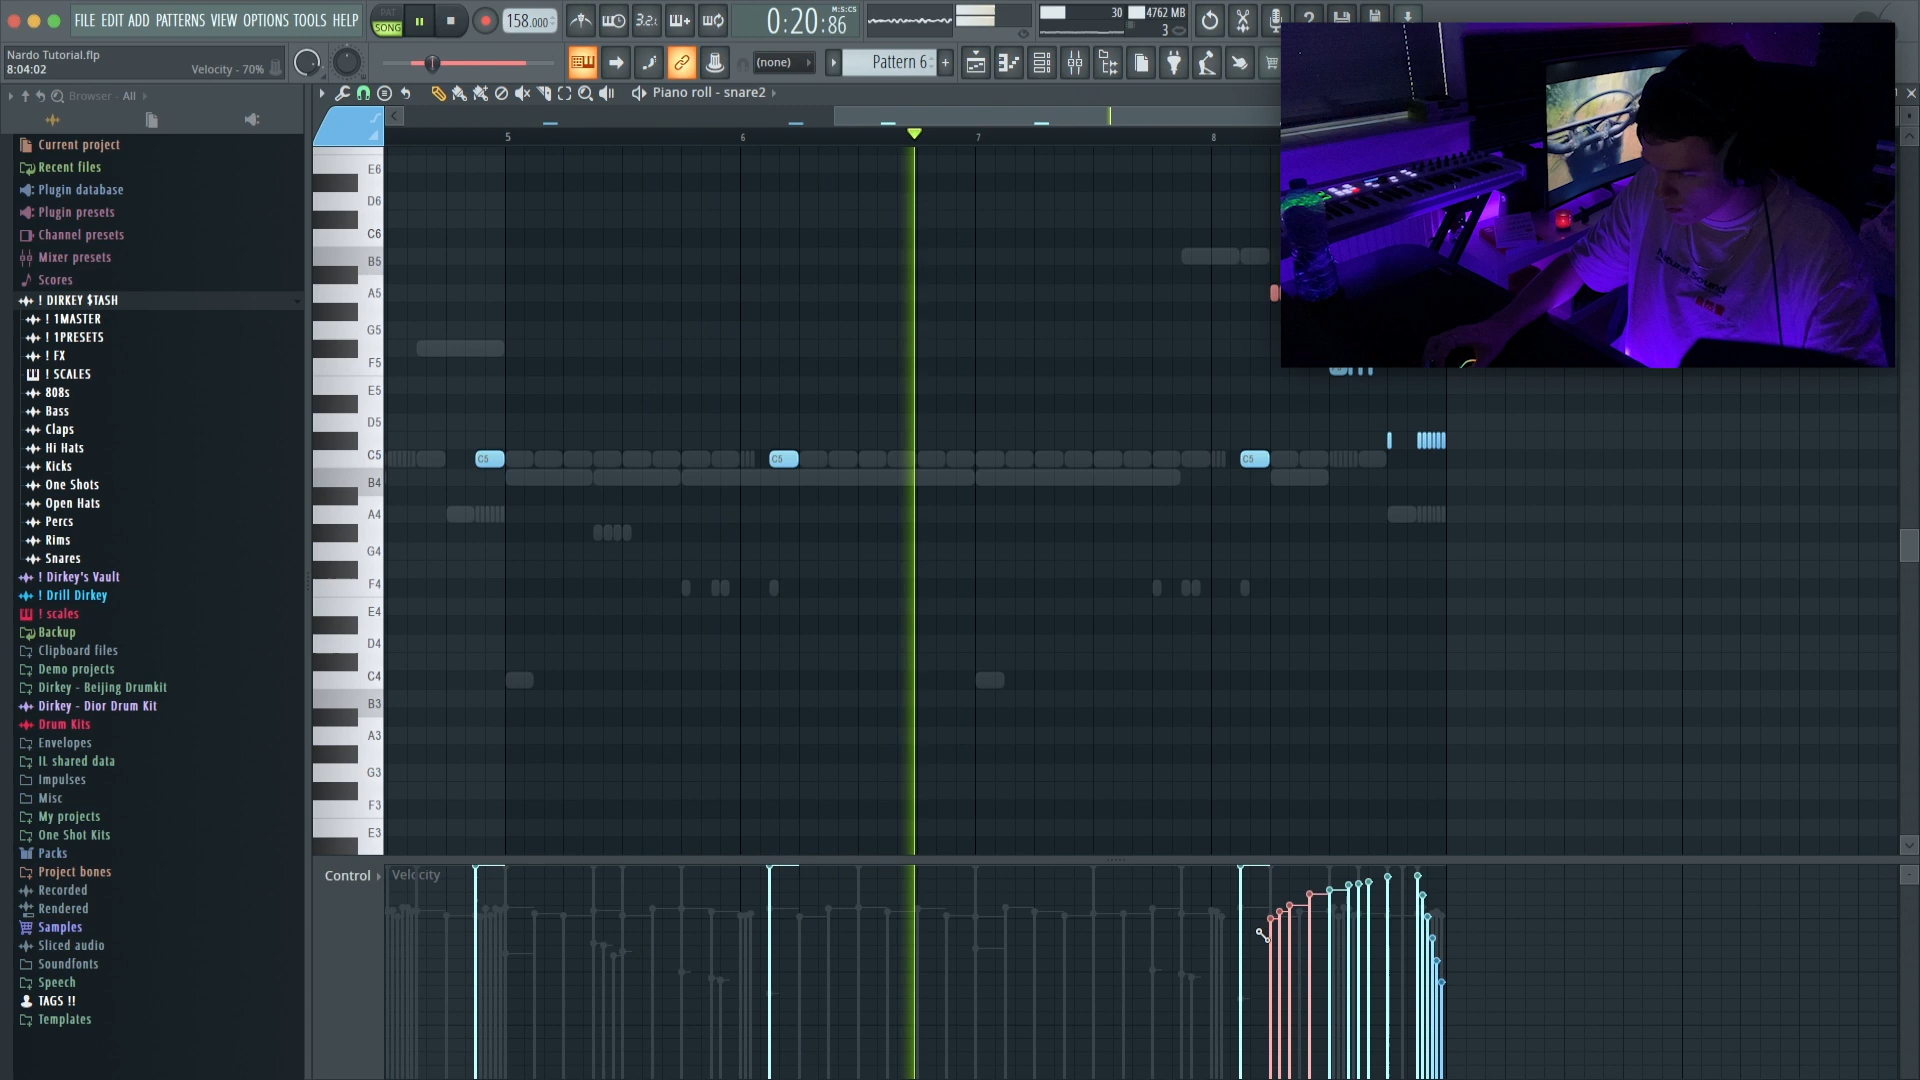 FILE EDIT ADD PATTERNS VIEW OPTIONS TOOLS HELP
PAT
SONG
158.000
3.2.
0:20:86
M:S:CS
30
4762 MB
3
Nardo Tutorial.flp
8:04:02
Velocity - 70%
(none)
Pattern 6
Browser - All
Piano roll - snare2
Current project
Recent files
Plugin database
Plugin presets
Channel presets
Mixer presets
Scores
! DIRKEY $TASH
! 1MASTER
! 1PRESETS
! FX
! SCALES
808s
Bass
Claps
Hi Hats
Kicks
One Shots
Open Hats
Percs
Rims
Snares
! Dirkey's Vault
! Drill Dirkey
! scales
Backup
Clipboard files
Demo projects
Dirkey - Beijing Drumkit
Dirkey - Dior Drum Kit
Drum Kits
Envelopes
IL shared data
Impulses
Misc
My projects
One Shot Kits
Packs
Project bones
Recorded
Rendered
Samples
Sliced audio
Soundfonts
Speech
TAGS !!
Templates
5
6
7
8
E6
D6
C6
B5
A5
G5
F5
E5
D5
C5
B4
A4
G4
F4
E4
D4
C4
B3
A3
G3
F3
E3
C5
C5
C5
Control
Velocity
Natural Sound